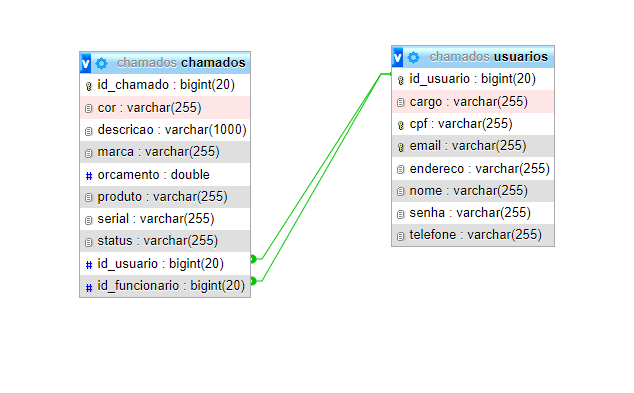 v chamados chamados
id_chamado : bigint(20)
cor : varchar(255)
descricao : varchar(1000)
marca : varchar(255)
# orcamento : double
produto : varchar(255)
serial : varchar(255)
status : varchar(255)
# id_usuario : bigint(20)
# id_funcionario : bigint(20)
v chamados usuarios
id_usuario : bigint(20)
cargo : varchar(255)
cpf : varchar(255)
email : varchar(255)
endereco : varchar(255)
nome : varchar(255)
senha : varchar(255)
telefone : varchar(255)